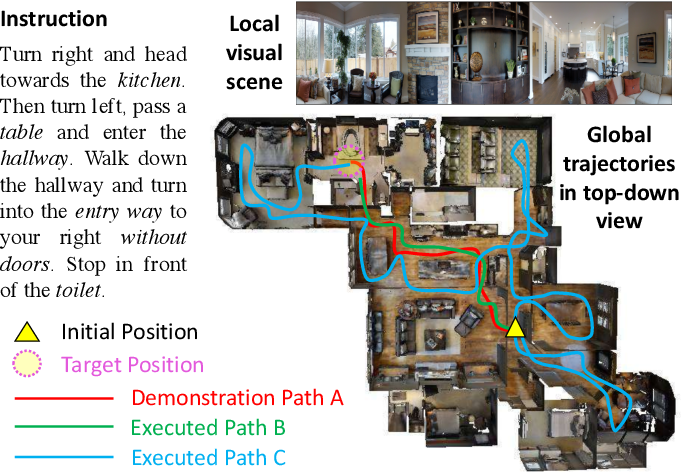 Instruction
Turn right and head
towards the kitchen.
Then turn left, pass a
table and enter the
hallway. Walk down
the hallway and turn
into the entry way to
your right without
doors. Stop in front
of the toilet.
Local
visual
scene
Global
trajectories
in top-down
view
Initial Position
Target Position
Demonstration Path A
Executed Path B
Executed Path C